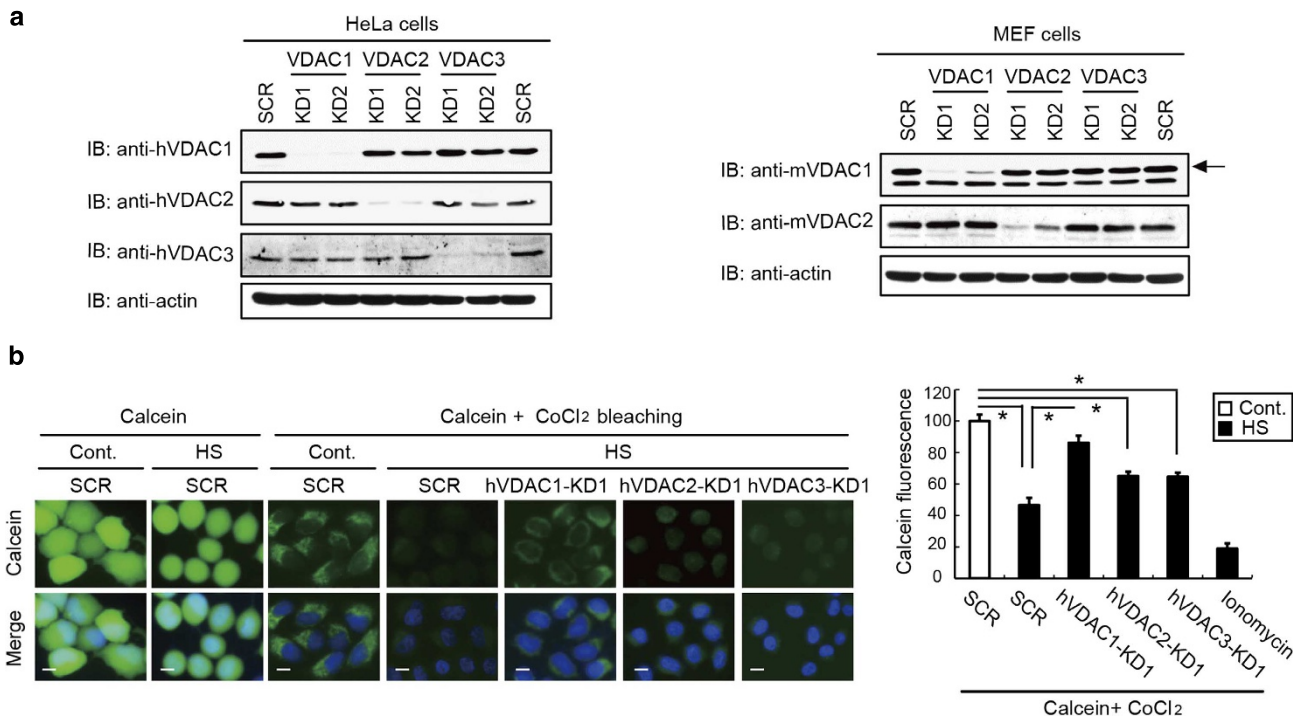 a
HeLa cells
VDAC1 VDAC2 VDAC3
SCR KD1 KD2 KD1 KD2 KD1 KD2 SCR
IB: anti-hVDAC1
IB: anti-hVDAC2
IB: anti-hVDAC3
IB: anti-actin
MEF cells
VDAC1 VDAC2 VDAC3
SCR KD1 KD2 KD1 KD2 KD1 KD2 SCR
IB: anti-mVDAC1
IB: anti-mVDAC2
IB: anti-actin
b
Calcein Calcein + CoCl2 bleaching
Cont. HS Cont. HS
SCR SCR SCR SCR hVDAC1-KD1 hVDAC2-KD1 hVDAC3-KD1
Calcein
Merge
Calcein fluorescence
120
100
80
60
40
20
0
* * * *
Cont.
HS
SCR SCR hVDAC1-KD1 hVDAC2-KD1 hVDAC3-KD1 Ionomycin
Calcein+ CoCl2